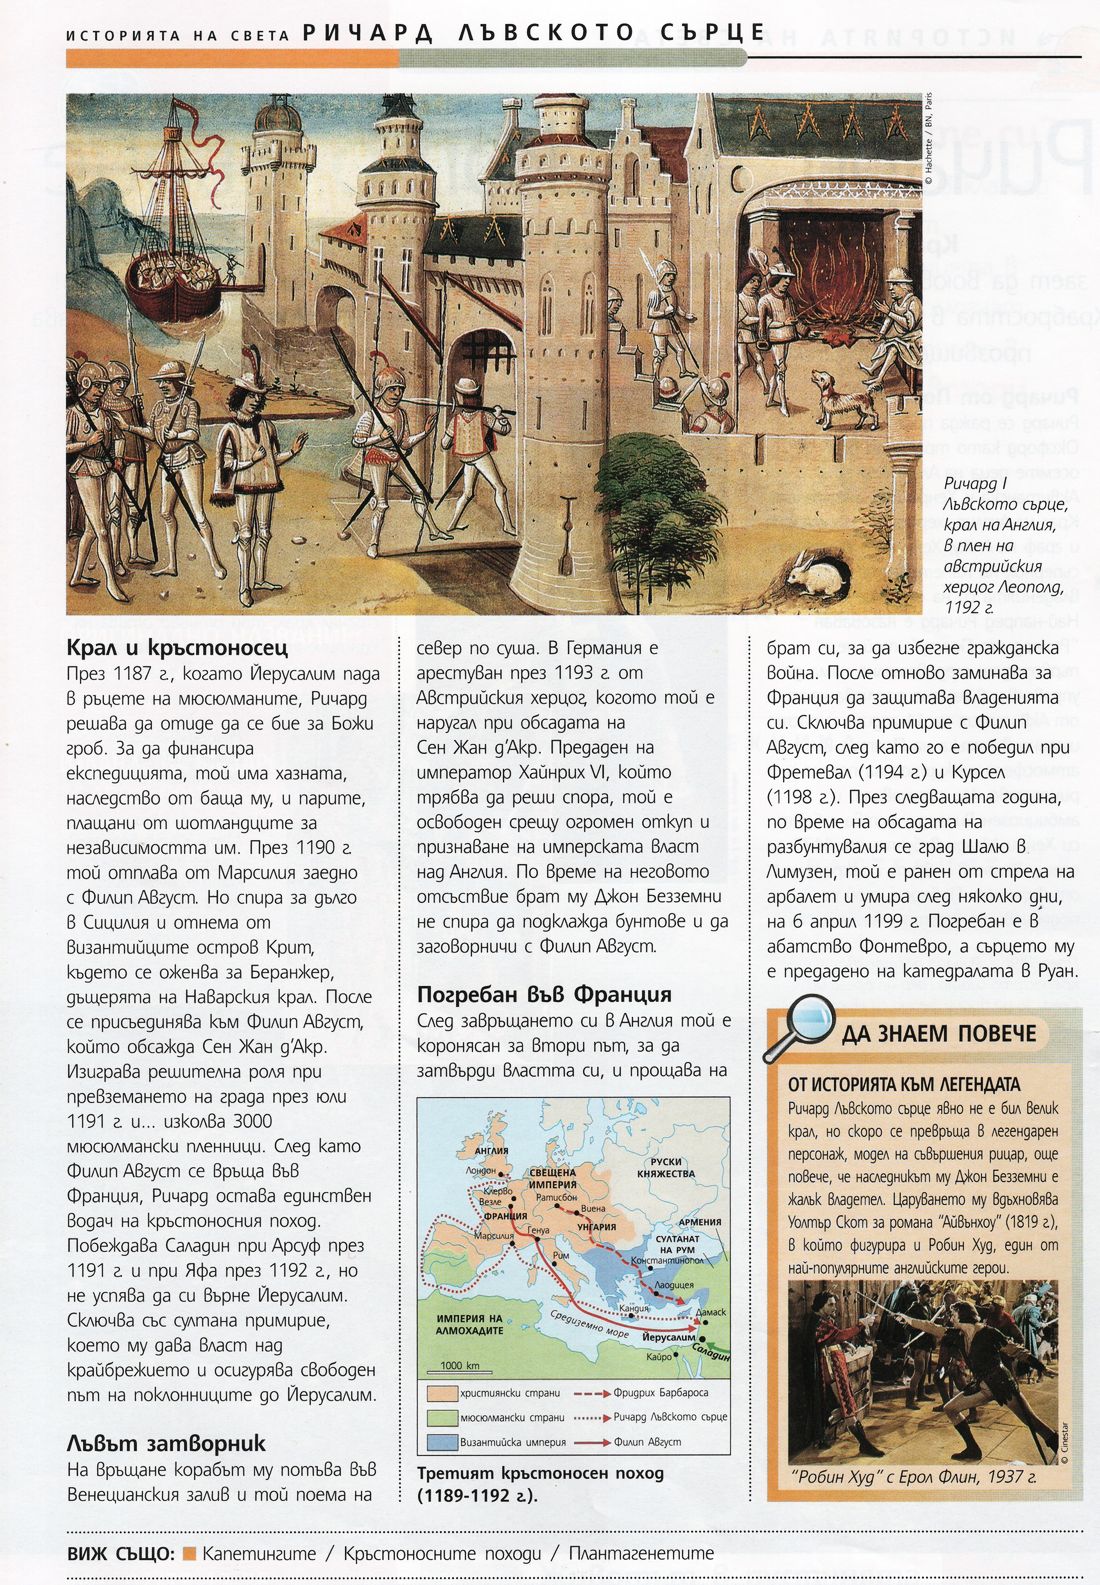 ИСТОРИЯТА НА СВЕТА РИЧАРД ЛЪВСКОТО СЪРЦЕ
© Hachette / BN, Paris
Ричард I
Лъвското сърце,
крал на Англия,
в плен на
австрийския
херцог Леополд,
1192 г.
Крал и кръстоносец
През 1187 г., когато Йерусалим пада
в ръцете на мюсюлманите, Ричард
решава да отиде да се бие за Божи
гроб. За да финансира
експедицията, той има хазната,
наследство от баща му, и парите,
плащани от шотландците за
независимостта им. През 1190 г.
той отплава от Марсилия заедно
с Филип Август. Но спира за дълго
в Сицилия и отнема от
византийците остров Крит,
където се оженва за Беранжер,
дъщерята на Наварския крал. После
се присъединява към Филип Август,
който обсажда Сен Жан д'Акр.
Изиграва решителна роля при
превземането на града през юли
1191 г. и... изколва 3000
мюсюлмански пленници. След като
Филип Август се връща във
Франция, Ричард остава единствен
водач на кръстоносния поход.
Побеждава Саладин при Арсуф през
1191 г. и при Яфа през 1192 г., но
не успява да си върне Йерусалим.
Сключва със султана примирие,
което му дава власт над
крайбрежието и осигурява свободен
път на поклонниците до Йерусалим.
Лъвът затворник
На връщане корабът му потъва във
Венецианския залив и той поема на
север по суша. В Германия е
арестуван през 1193 г. от
Австрийския херцог, когото той е
наругал при обсадата на
Сен Жан д'Акр. Предаден на
император Хайнрих VI, който
трябва да реши спора, той е
освободен срещу огромен откуп и
признаване на имперската власт
над Англия. По време на неговото
отсъствие брат му Джон Безземни
не спира да подклажда бунтове и да
заговорничи с Филип Август.
Погребан във Франция
След завръщането си в Англия той е
коронясан за втори път, за да
затвърди властта си, и прощава на
АНГЛИЯ
Лондон
СВЕЩЕНА
ИМПЕРИЯ
РУСКИ
КНЯЖЕСТВА
Клерво
Везле
Ратисбон
Виена
ФРАНЦИЯ
УНГАРИЯ
АРМЕНИЯ
Марсилия
Генуа
СУЛТАНАТ
НА РУМ
Рим
Константинопол
Лаодицея
Кандия
Дамаск
ИМПЕРИЯ НА
АЛМОХАДИТЕ
Средиземно море
Йерусалим
Саладин
Кайро
1000 km
християнски страни
Фридрих Барбароса
мюсюлмански страни
Ричард Лъвското сърце
Византийска империя
Филип Август
Третият кръстоносен поход
(1189-1192 г.).
брат си, за да избегне гражданска
война. После отново заминава за
Франция да защитава владенията
си. Сключва примирие с Филип
Август, след като го е победил при
Фретевал (1194 г.) и Курсел
(1198 г.). През следващата година,
по време на обсадата на
разбунтувалия се град Шалю в
Лимузен, той е ранен от стрела на
арбалет и умира след няколко дни,
на 6 април 1199 г. Погребан е в
абатство Фонтевро, а сърцето му
е предадено на катедралата в Руан.
ДА ЗНАЕМ ПОВЕЧЕ
ОТ ИСТОРИЯТА КЪМ ЛЕГЕНДАТА
Ричард Лъвското сърце явно не е бил велик
крал, но скоро се превръща в легендарен
персонаж, модел на съвършения рицар, още
повече, че наследникът му Джон Безземни е
жалък владетел. Царуването му вдъхновява
Уолтър Скот за романа "Айвънхоу" (1819 г.),
в който фигурира и Робин Худ, един от
най-популярните английските герои.
© Cinestar
"Робин Худ" с Ерол Флин, 1937 г.
ВИЖ СЪЩО: Капетингите / Кръстоносните походи / Плантагенетите